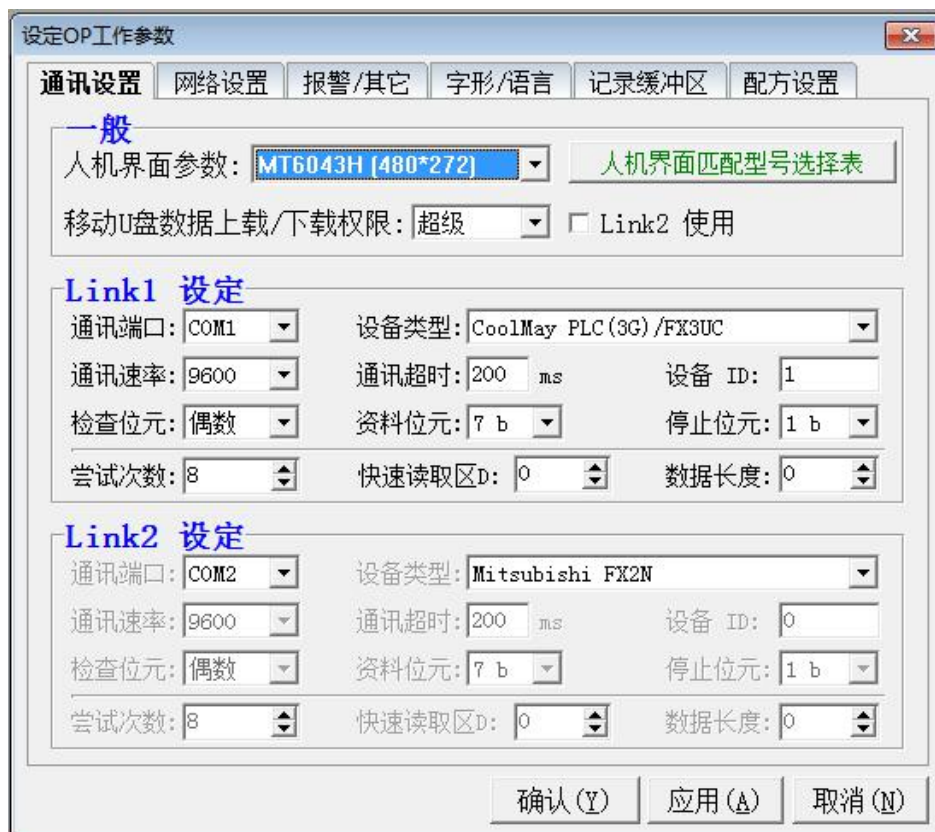 设定OP工作参数
通讯设置 网络设置 报警/其它 字形/语言 记录缓冲区 配方设置
一般
人机界面参数: MT6043H (480*272) 人机界面匹配型号选择表
移动U盘数据上载/下载权限: 超级 Link2 使用
Link1 设定
通讯端口: COM1 设备类型: CoolMay PLC(3G)/FX3UC
通讯速率: 9600 通讯超时: 200 ms 设备 ID: 1
检查位元: 偶数 资料位元: 7 b 停止位元: 1 b
尝试次数: 8 快速读取区D: 0 数据长度: 0
Link2 设定
通讯端口: COM2 设备类型: Mitsubishi FX2N
通讯速率: 9600 通讯超时: 200 ms 设备 ID: 0
检查位元: 偶数 资料位元: 7 b 停止位元: 1 b
尝试次数: 8 快速读取区D: 0 数据长度: 0
确认(Y) 应用(A) 取消(N)